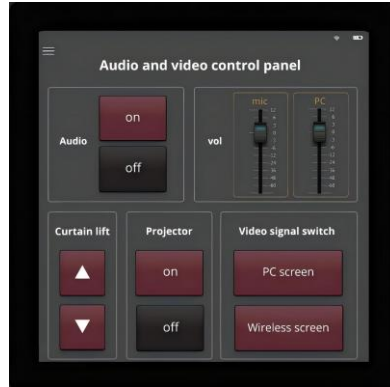 Audio and video control panel
Audio
on
off
vol
mic
PC
Curtain lift
Projector
on
off
Video signal switch
PC screen
Wireless screen